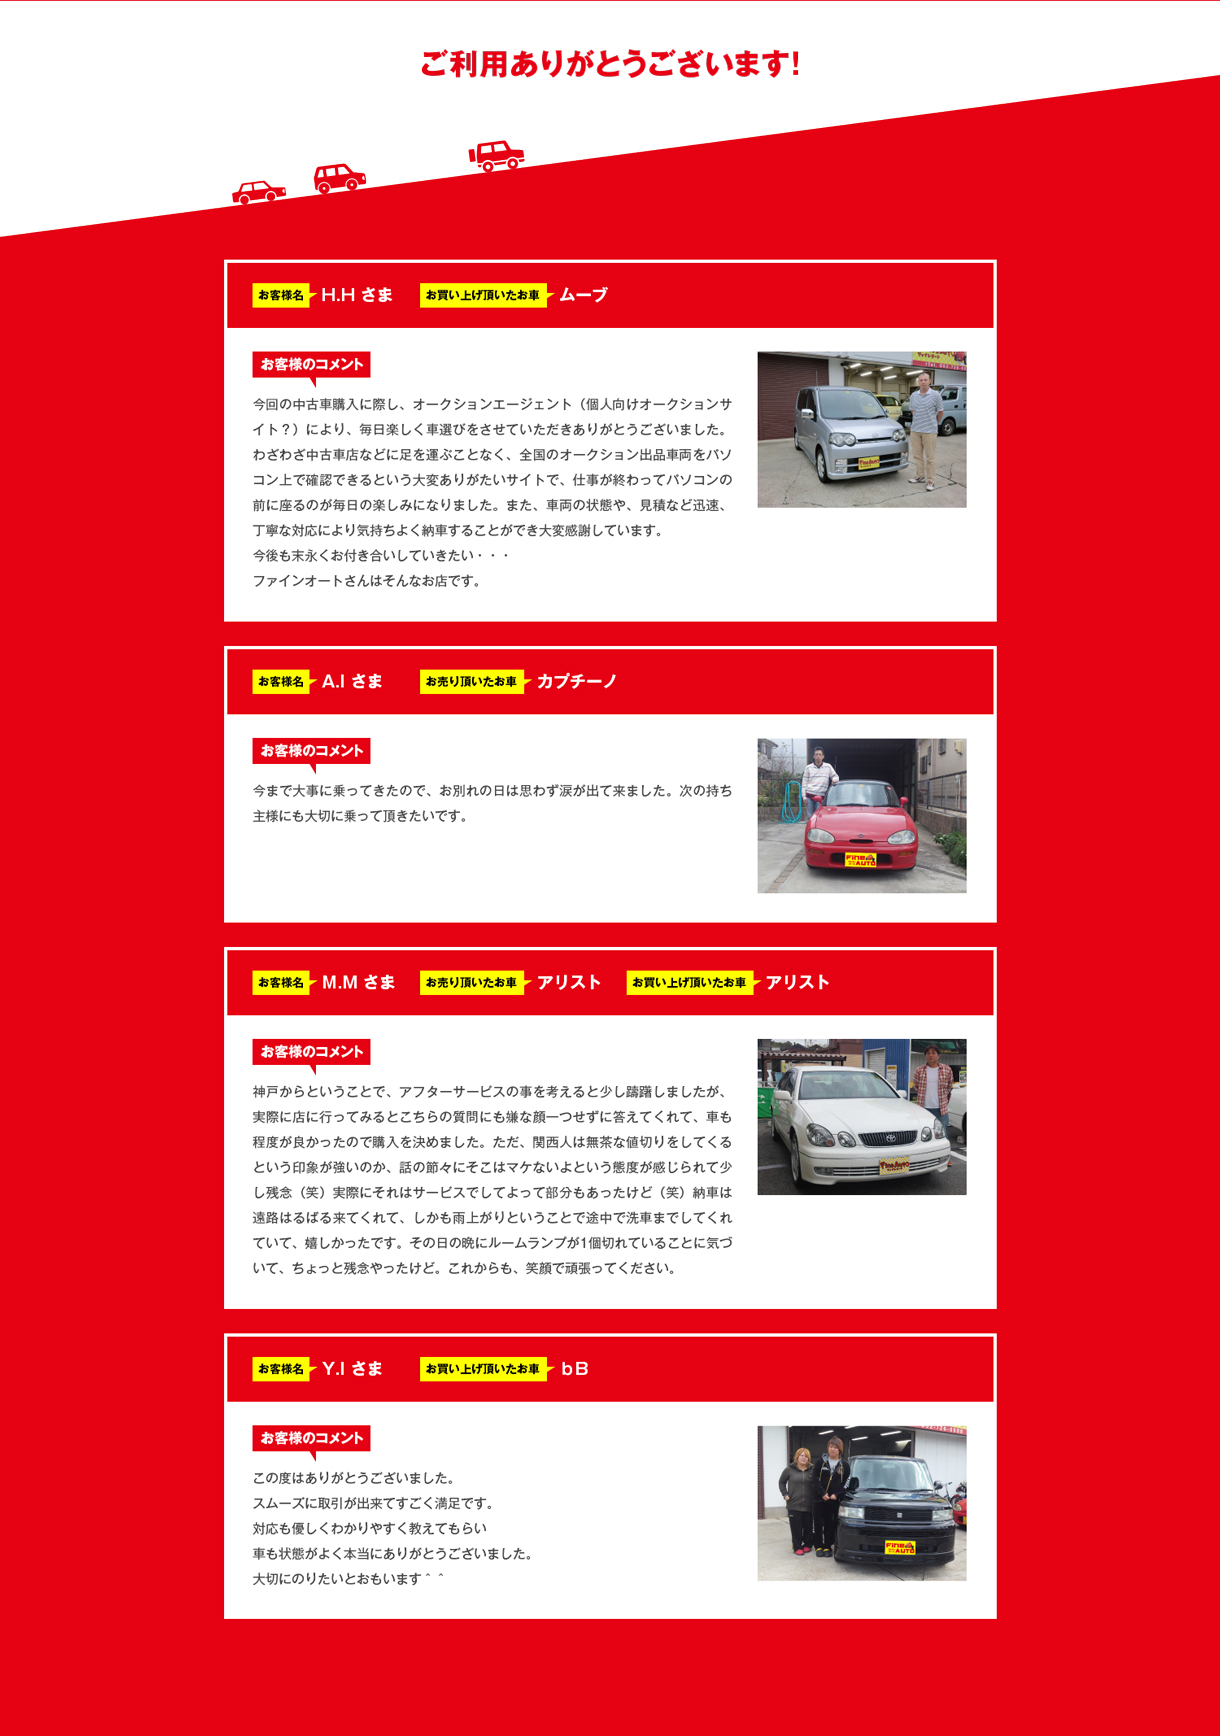 ご利用ありがとうございます!
お客様名 H.H さま お買い上げ頂いたお車 ムーブ
お客様のコメント
今回の中古車購入に際し、オークションエージェント（個人向けオークションサ
イト？）により、毎日楽しく車選びをさせていただきありがとうございました。
わざわざ中古車店などに足を運ぶことなく、全国のオークション出品車両をパソ
コン上で確認できるという大変ありがたいサイトで、仕事が終わってパソコンの
前に座るのが毎日の楽しみになりました。また、車両の状態や、見積など迅速、
丁寧な対応により気持ちよく納車することができ大変感謝しています。
今後も末永くお付き合いしていきたい・・・
ファインオートさんはそんなお店です。
お客様名 A.I さま お売り頂いたお車 カプチーノ
お客様のコメント
今まで大事に乗ってきたので、お別れの日は思わず涙が出て来ました。次の持ち
主様にも大切に乗って頂きたいです。
Fine
AUTO
お客様名 M.M さま お売り頂いたお車 アリスト お買い上げ頂いたお車 アリスト
お客様のコメント
神戸からということで、アフターサービスの事を考えると少し躊躇しましたが、
実際に店に行ってみるとこちらの質問にも嫌な顔一つせずに答えてくれて、車も
程度が良かったので購入を決めました。ただ、関西人は無茶な値切りをしてくる
という印象が強いのか、話の節々にそこはマケないよという態度が感じられて少
し残念（笑）実際にそれはサービスでしてよって部分もあったけど（笑）納車は
遠路はるばる来てくれて、しかも雨上がりということで途中で洗車までしてくれ
ていて、嬉しかったです。その日の晩にルームランプが1個切れていることに気づ
いて、ちょっと残念やったけど。これからも、笑顔で頑張ってください。
FineAuto
お客様名 Y.I さま お買い上げ頂いたお車 bB
お客様のコメント
この度はありがとうございました。
スムーズに取引が出来てすごく満足です。
対応も優しくわかりやすく教えてもらい
車も状態がよく本当にありがとうございました。
大切にのりたいとおもいます＾＾
Fine
AUTO